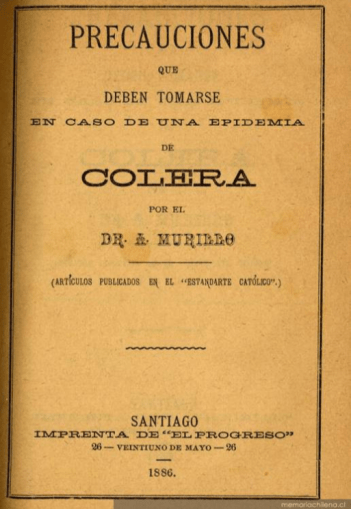 PRECAUCIONES
QUE
DEBEN TOMARSE
EN CASO DE UNA EPIDEMIA
DE
COLERA
POR EL
DR. A. MURILLO
(ARTÍCULOS PUBLICADOS EN EL "ESTANDARTE CATÓLICO".)
SANTIAGO
IMPRENTA DE "EL PROGRESO"
26 — VEINTIUNO DE MAYO — 26
1886.
memoriachilena.cl